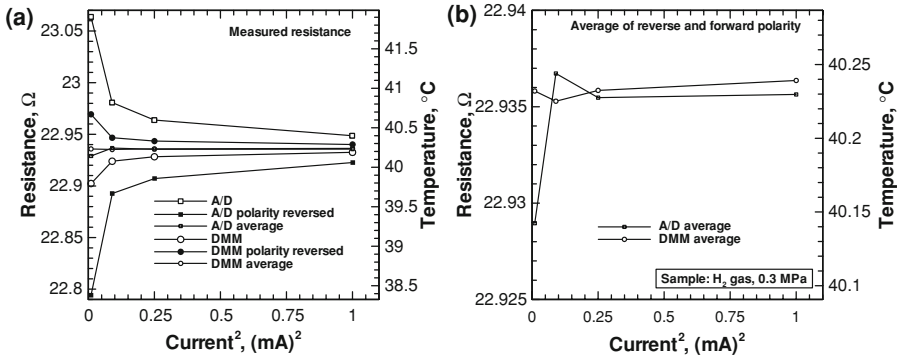 (a)
Measured resistance
Resistance, Ω
23.05
23
22.95
22.9
22.85
22.8
Temperature, °C
41.5
41
40.5
40
39.5
39
38.5
A/D
A/D polarity reversed
A/D average
DMM
DMM polarity reversed
DMM average
0 0.25 0.5 0.75 1
Current², (mA)²
(b)
Average of reverse and forward polarity
Resistance, Ω
22.94
22.935
22.93
22.925
Temperature, °C
40.25
40.2
40.15
40.1
A/D average
DMM average
Sample: H₂ gas, 0.3 MPa
0 0.25 0.5 0.75 1
Current², (mA)²